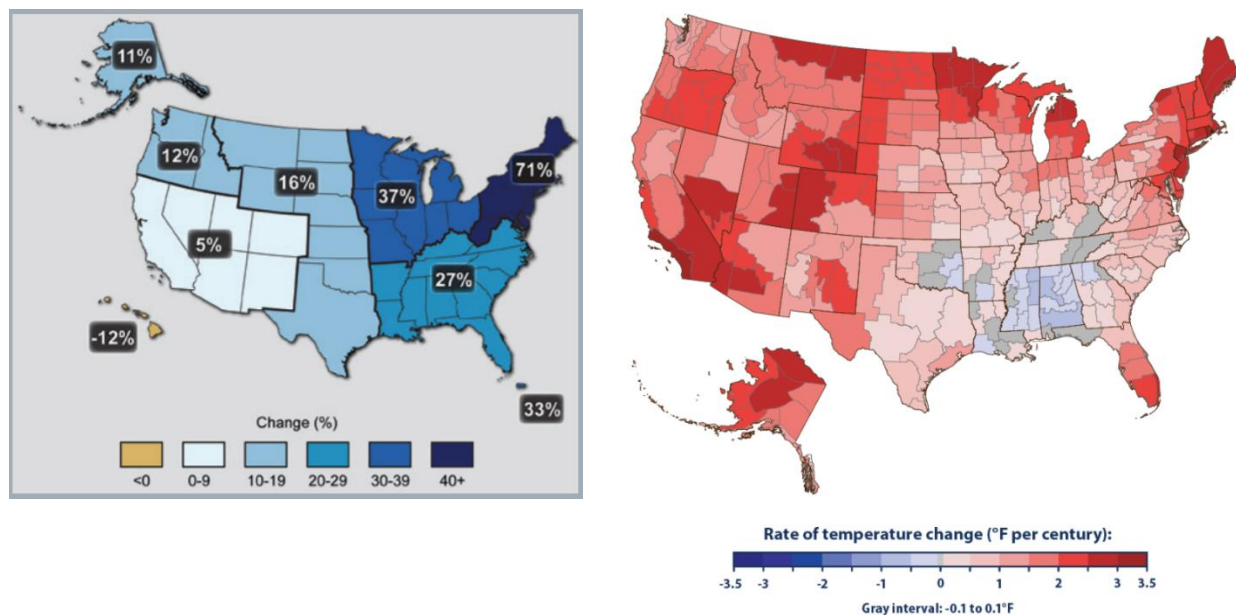 11%
12%
16%
37%
71%
5%
27%
-12%
33%
Change (%)
<0 0-9 10-19 20-29 30-39 40+
Rate of temperature change (°F per century):
-3.5 -3 -2 -1 0 1 2 3 3.5
Gray interval: -0.1 to 0.1°F